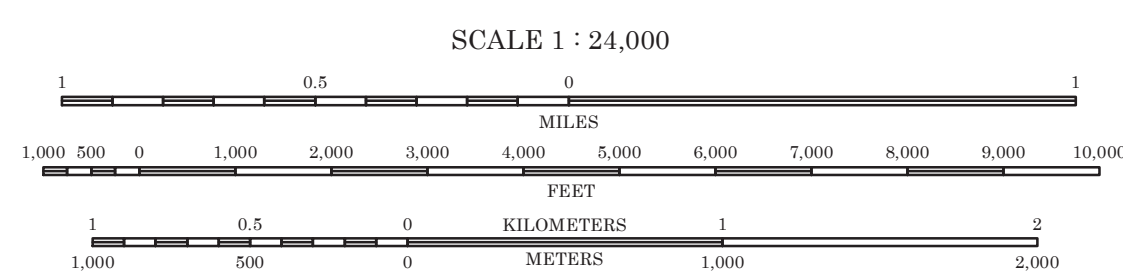 SCALE 1 : 24,000
1 0.5 0 1
MILES
1,000 500 0 1,000 2,000 3,000 4,000 5,000 6,000 7,000 8,000 9,000 10,000
FEET
1 0.5 0 KILOMETERS 1 2
1,000 500 0 METERS 1,000 2,000